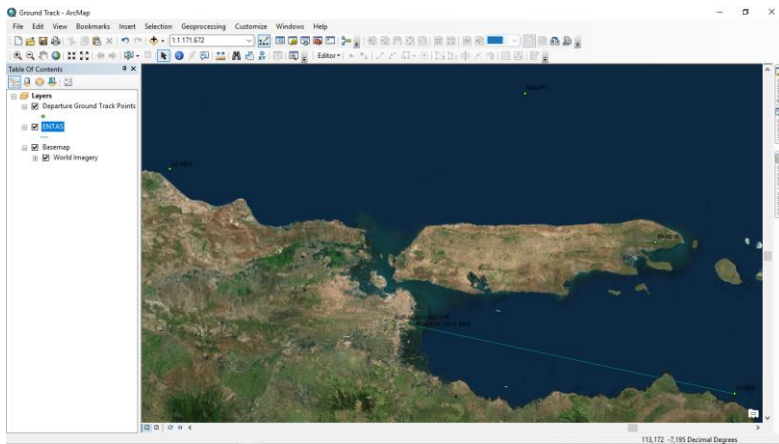 Ground Track - ArcMap
File Edit View Bookmarks Insert Selection Geoprocessing Customize Windows Help
1:1.171.672
Editor
Table Of Contents
Layers
Departure Ground Track Points
ENTAS
Basemap
World Imagery
113,172 -7,195 Decimal Degrees